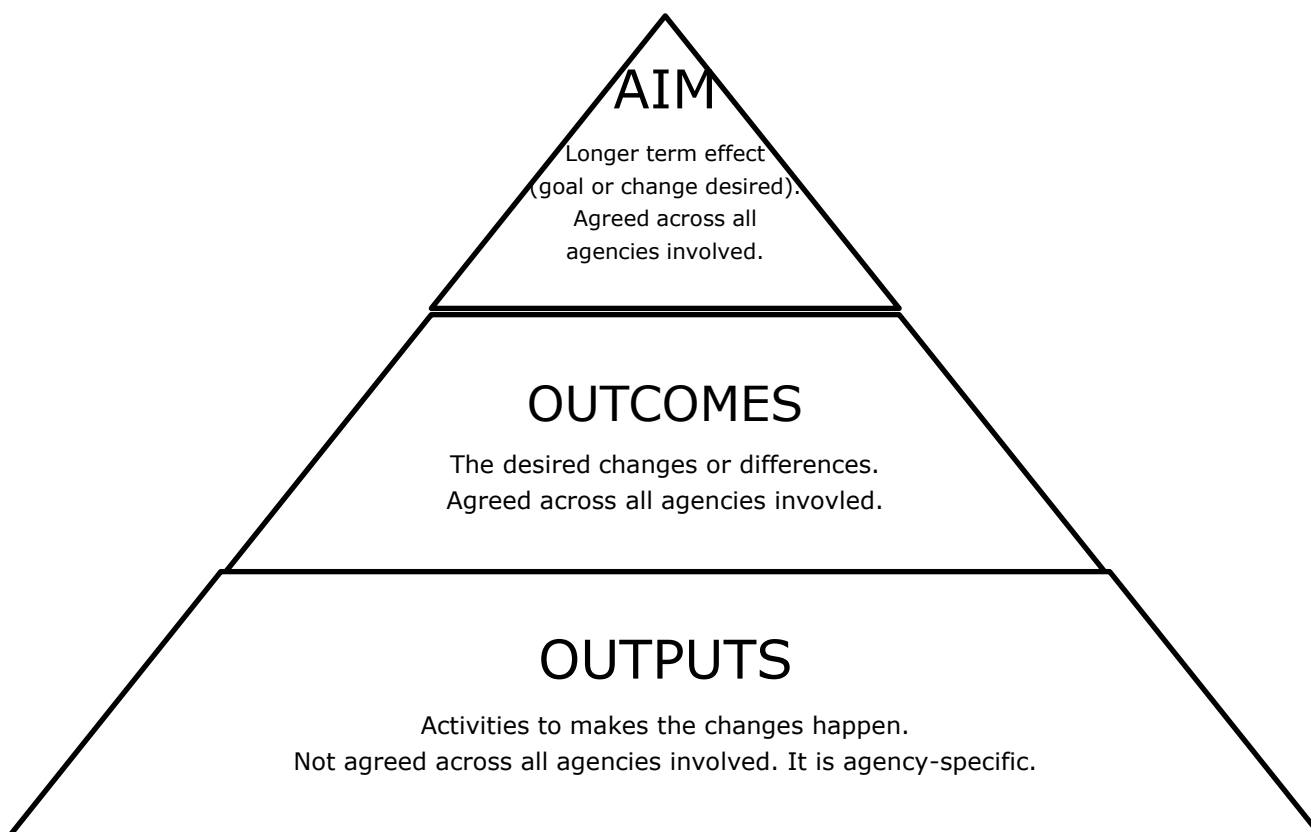 AIM
Longer term effect
(goal or change desired).
Agreed across all
agencies involved.
OUTCOMES
The desired changes or differences.
Agreed across all agencies invovled.
OUTPUTS
Activities to makes the changes happen.
Not agreed across all agencies involved. It is agency-specific.